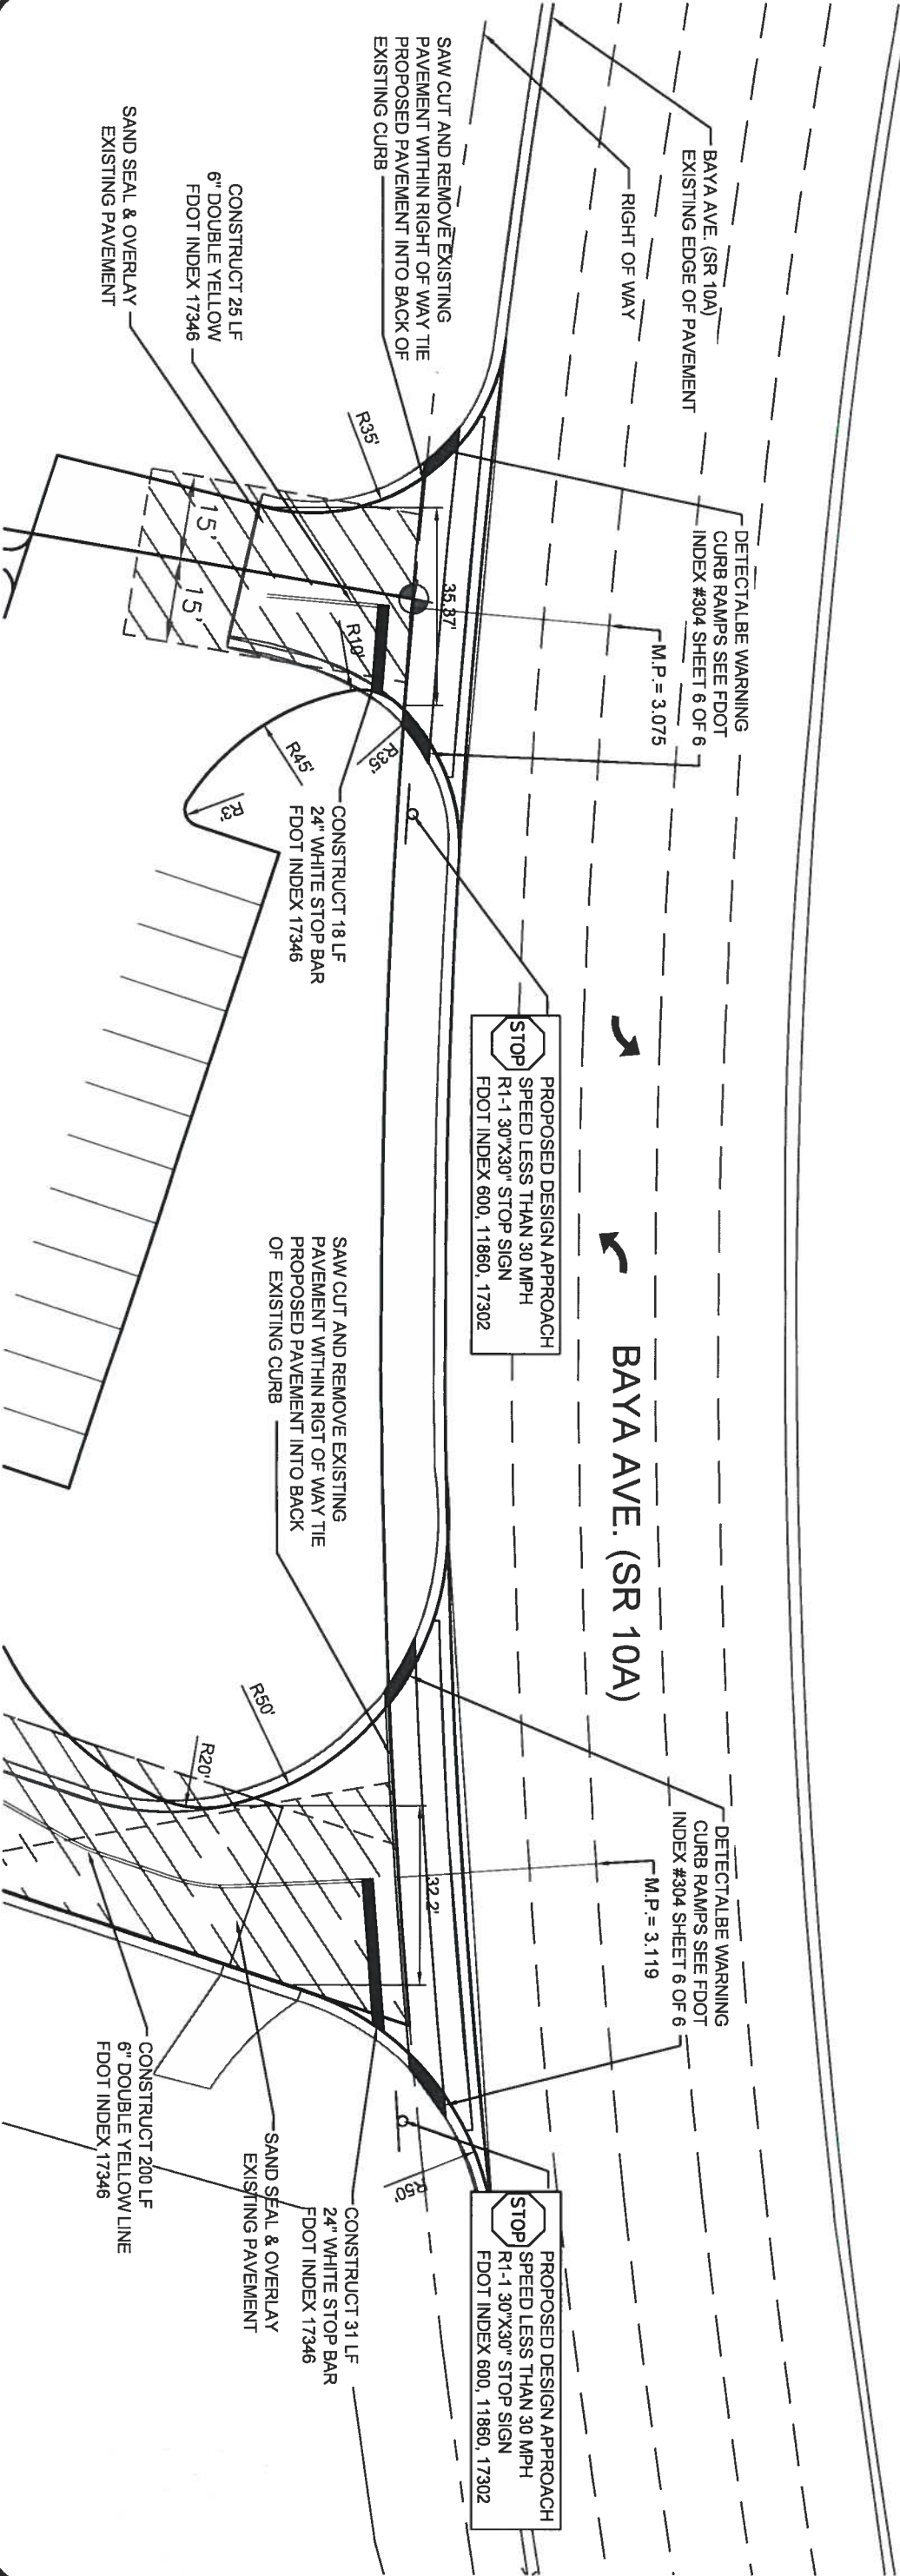 BAYA AVE. (SR 10A)
EXISTING EDGE OF PAVEMENT
RIGHT OF WAY
SAW CUT AND REMOVE EXISTING
PAVEMENT WITHIN RIGHT OF WAY TIE
PROPOSED PAVEMENT INTO BACK OF
EXISTING CURB
CONSTRUCT 25 LF
6" DOUBLE YELLOW
FDOT INDEX 17346
SAND SEAL & OVERLAY
EXISTING PAVEMENT
DETECTALBE WARNING
CURB RAMPS SEE FDOT
INDEX #304 SHEET 6 OF 6
M.P.= 3.075
35.37'
R35'
15'
15'
R10'
R35'
R45'
R3'
CONSTRUCT 18 LF
24" WHITE STOP BAR
FDOT INDEX 17346
PROPOSED DESIGN APPROACH
SPEED LESS THAN 30 MPH
STOP
R1-1 30"X30" STOP SIGN
FDOT INDEX 600, 11860, 17302
BAYA AVE. (SR 10A)
SAW CUT AND REMOVE EXISTING
PAVEMENT WITHIN RIGT OF WAY TIE
PROPOSED PAVEMENT INTO BACK
OF EXISTING CURB
DETECTALBE WARNING
CURB RAMPS SEE FDOT
INDEX #304 SHEET 6 OF 6
M.P.= 3.119
32.2'
R50'
R20'
R50'
CONSTRUCT 200 LF
6" DOUBLE YELLOW LINE
FDOT INDEX 17346
SAND SEAL & OVERLAY
EXISTING PAVEMENT
CONSTRUCT 31 LF
24" WHITE STOP BAR
FDOT INDEX 17346
PROPOSED DESIGN APPROACH
SPEED LESS THAN 30 MPH
STOP
R1-1 30"X30" STOP SIGN
FDOT INDEX 600, 11860, 17302